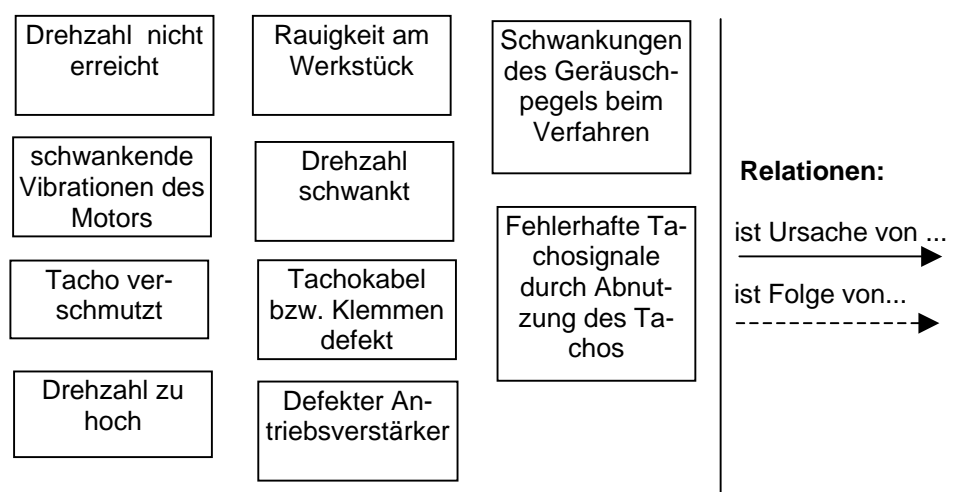 Drehzahl nicht
erreicht
Rauigkeit am
Werkstück
Schwankungen
des Geräusch-
pegels beim
Verfahren
schwankende
Vibrationen des
Motors
Drehzahl
schwankt
Fehlerhafte Ta-
chosignale
durch Abnut-
zung des Ta-
chos
Tacho ver-
schmutzt
Tachokabel
bzw. Klemmen
defekt
Drehzahl zu
hoch
Defekter An-
triebsverstärker
Relationen:
ist Ursache von ...
ist Folge von...